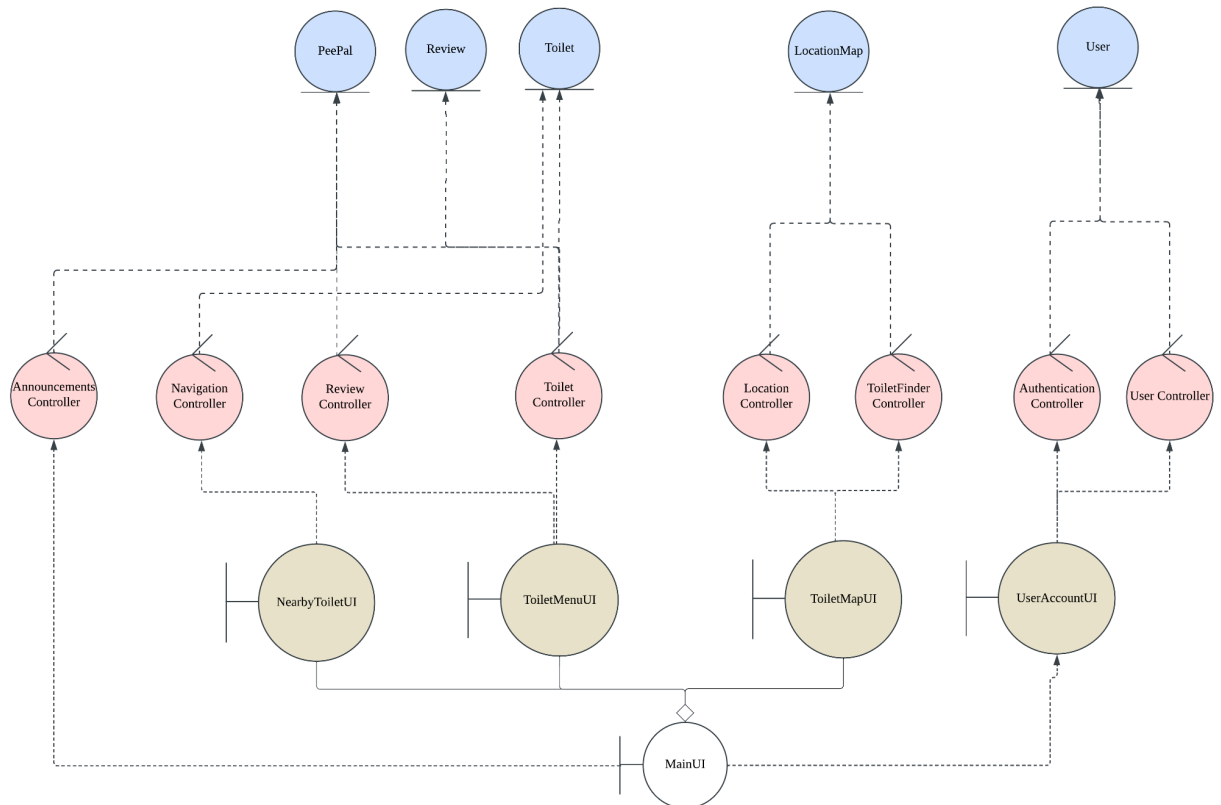 PeePal
Review
Toilet
LocationMap
User
Announcements
Controller
Navigation
Controller
Review
Controller
Toilet
Controller
Location
Controller
ToiletFinder
Controller
Authentication
Controller
User Controller
NearbyToiletUI
ToiletMenuUI
ToiletMapUI
UserAccountUI
MainUI